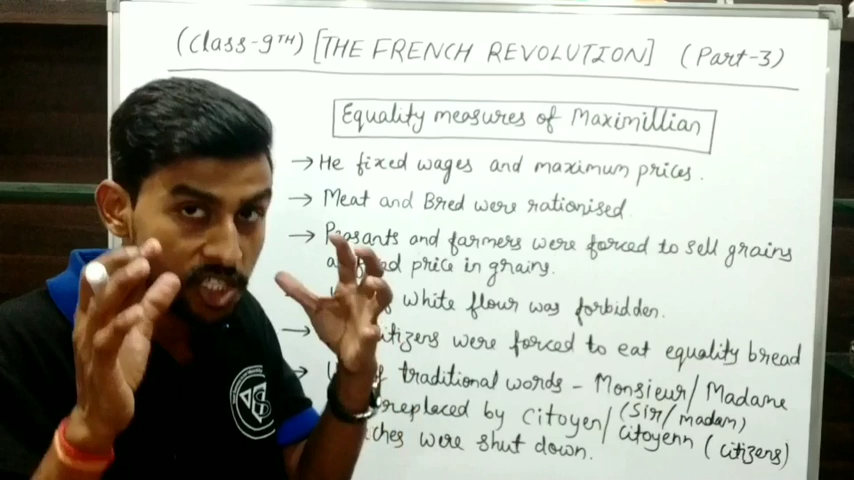 (Class-9TH) [THE FRENCH REVOLUTION] (Part-3)
Equality measures of Maximillian
→ He fixed wages and maximum prices.
→ Meat and Bred were rationised
→ Peasants and farmers were forced to sell grains
price in grains.
white flour was forbidden.
→ were forced to eat equality bread
→ traditional words - Monsieur/Madame
replaced by Citoyen/ (Sir/madam)
Citoyenn (Citizens)
were shut down.